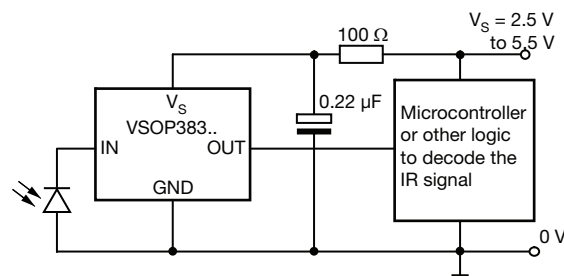 V_S = 2.5 V
to 5.5 V
100 Ω
0.22 µF
V_S
VSOP383..
IN
OUT
GND
Microcontroller
or other logic
to decode the
IR signal
0 V